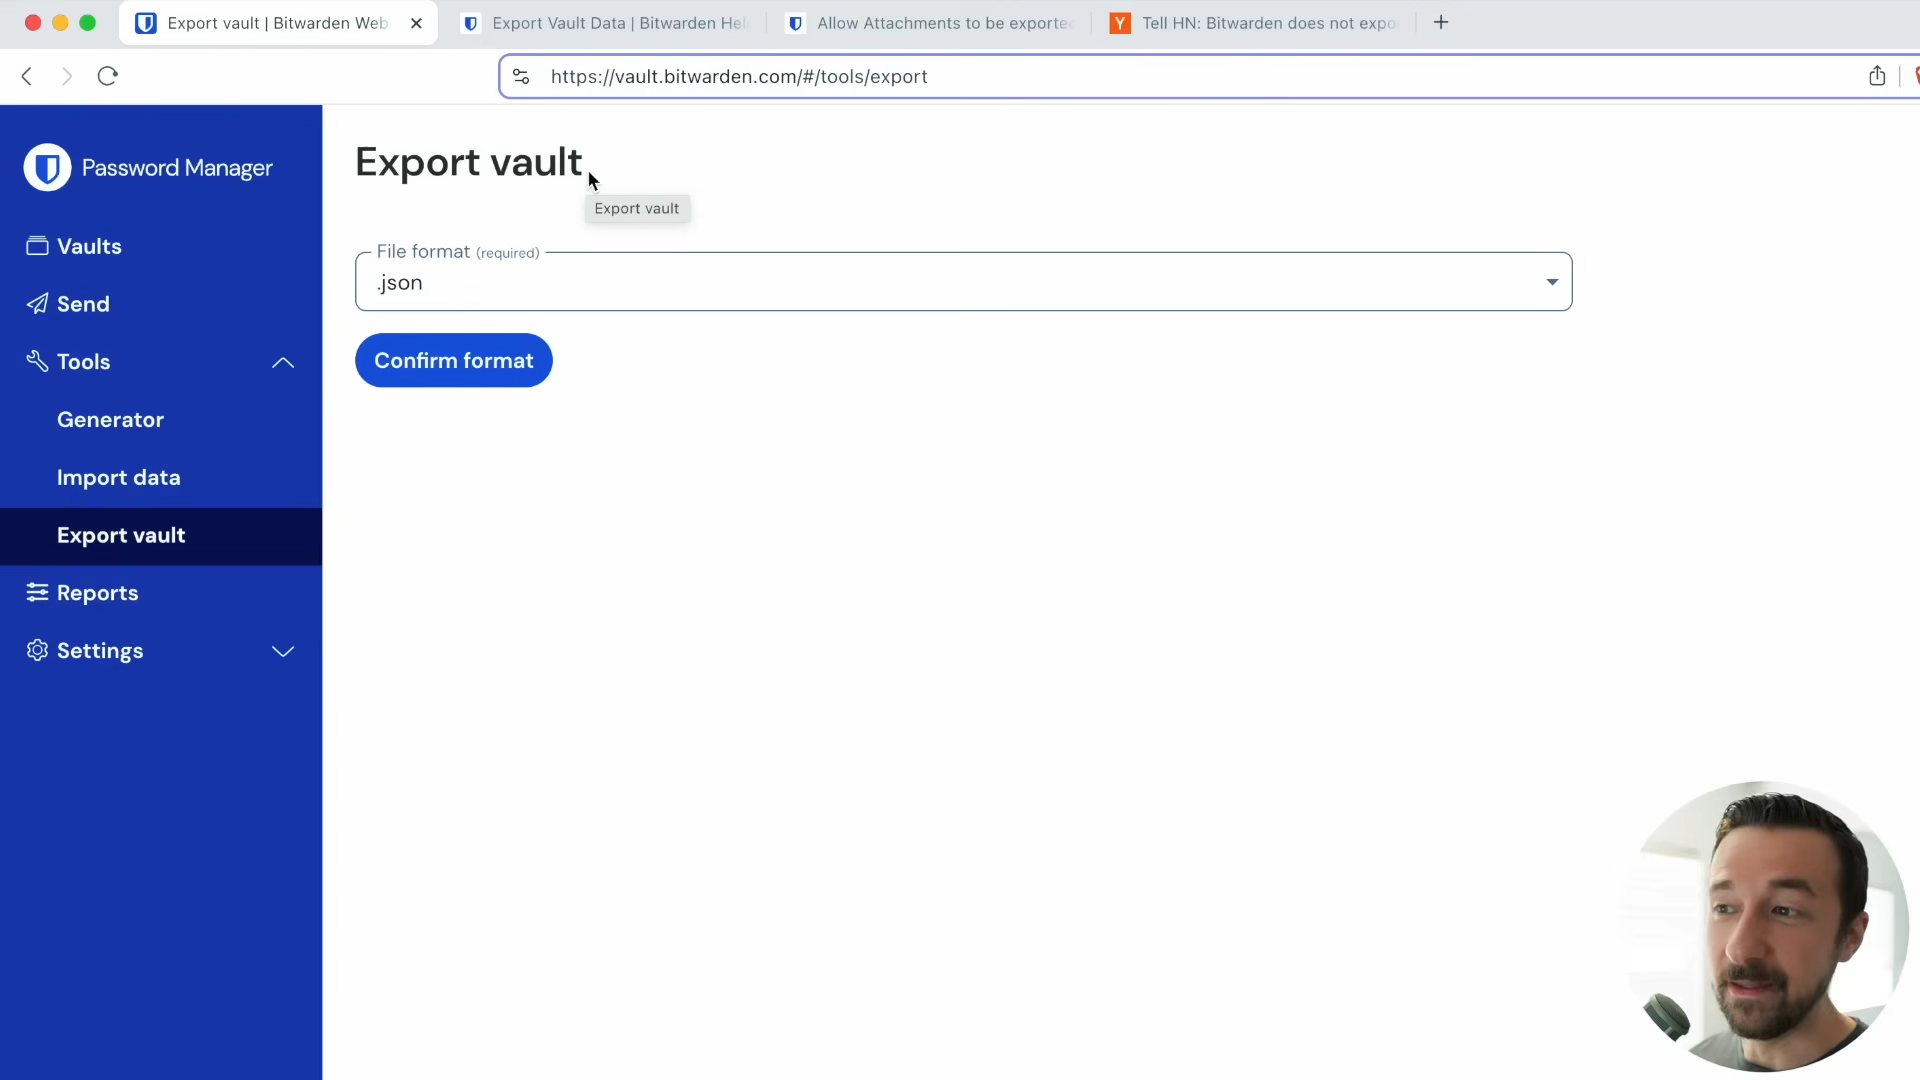 Export vault | Bitwarden Web
Export Vault Data | Bitwarden Hel
Allow Attachments to be exported
Tell HN: Bitwarden does not expo
https://vault.bitwarden.com/#/tools/export
Password Manager
Vaults
Send
Tools
Generator
Import data
Export vault
Reports
Settings
Export vault
Export vault
File format (required)
.json
Confirm format